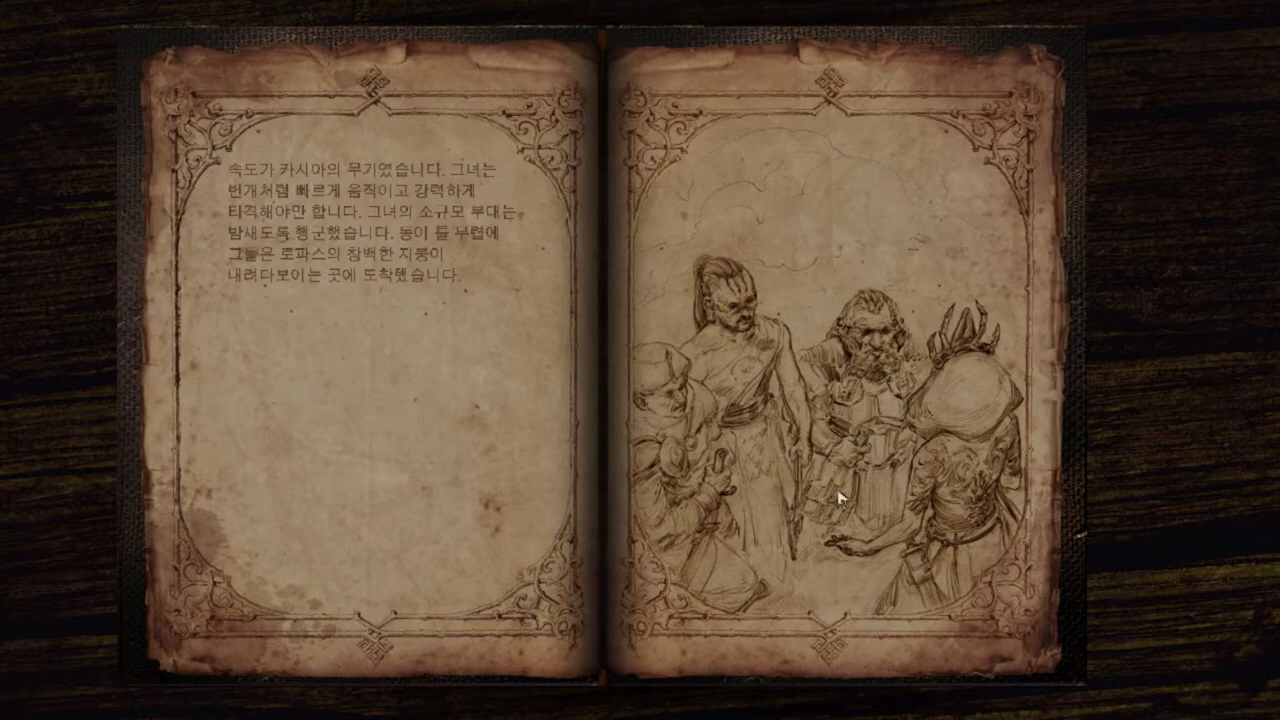 속도가 카시아의 무기였습니다. 그녀는
번개처럼 빠르게 움직이고 강력하게
타격해야만 합니다. 그녀의 소규모 부대는
밤새도록 행군했습니다. 동이 틀 무렵에
그들은 로파스의 창백한 지붕이
내려다보이는 곳에 도착했습니다.